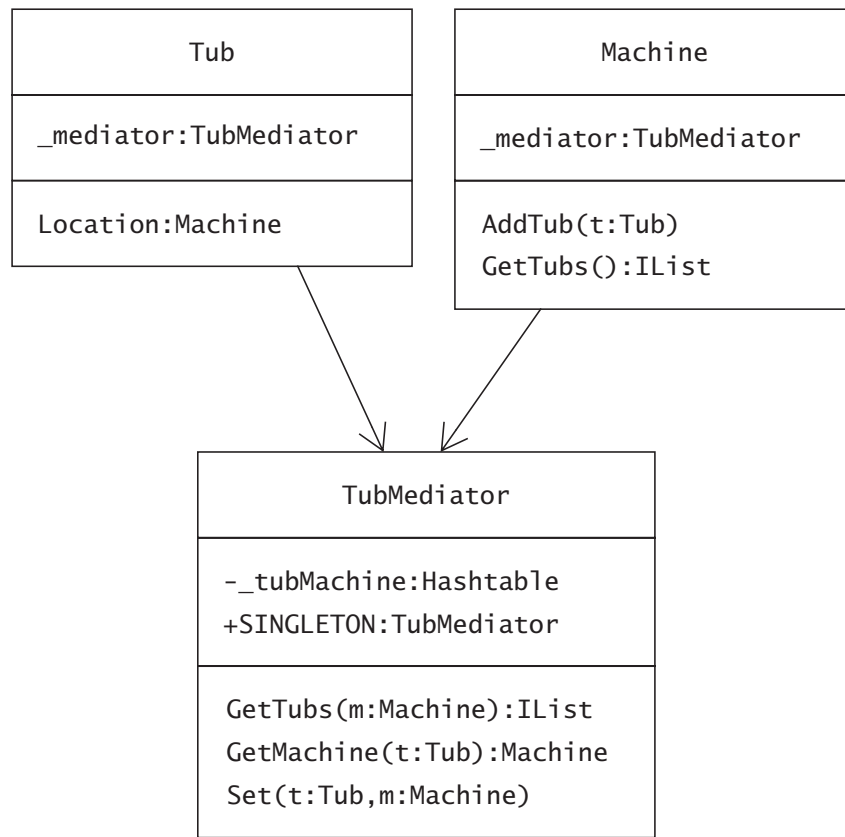 Tub
_mediator:TubMediator
Location:Machine
Machine
_mediator:TubMediator
AddTub(t:Tub)
GetTubs():IList
TubMediator
-_tubMachine:Hashtable
+SINGLETON:TubMediator
GetTubs(m:Machine):IList
GetMachine(t:Tub):Machine
Set(t:Tub,m:Machine)